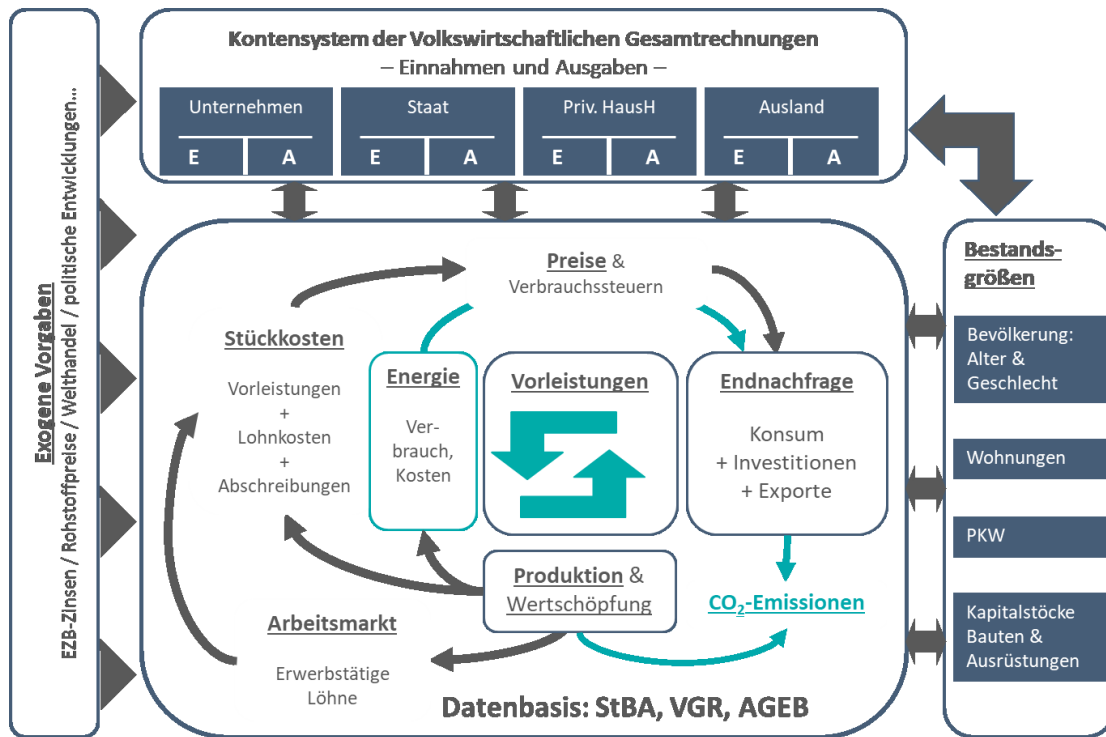 Exogene Vorgaben
EZB-Zinsen / Rohstoffpreise / Welthandel / politische Entwicklungen...
Kontensystem der Volkswirtschaftlichen Gesamtrechnungen
– Einnahmen und Ausgaben –
Unternehmen
E A
Staat
E A
Priv. HausH
E A
Ausland
E A
Preise &
Verbrauchssteuern
Stückkosten
Vorleistungen
+
Lohnkosten
+
Abschreibungen
Energie
Ver-
brauch,
Kosten
Vorleistungen
Endnachfrage
Konsum
+ Investitionen
+ Exporte
Produktion &
Wertschöpfung
CO2-Emissionen
Arbeitsmarkt
Erwerbstätige
Löhne
Datenbasis: StBA, VGR, AGEB
Bestands-
größen
Bevölkerung:
Alter &
Geschlecht
Wohnungen
PKW
Kapitalstöcke
Bauten &
Ausrüstungen